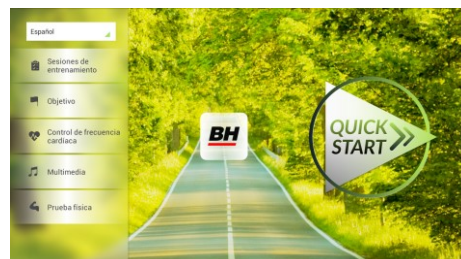 Español
Sesiones de
entrenamiento
Objetivo
Control de frecuencia
cardíaca
Multimedia
Prueba física
BH
QUICK
START